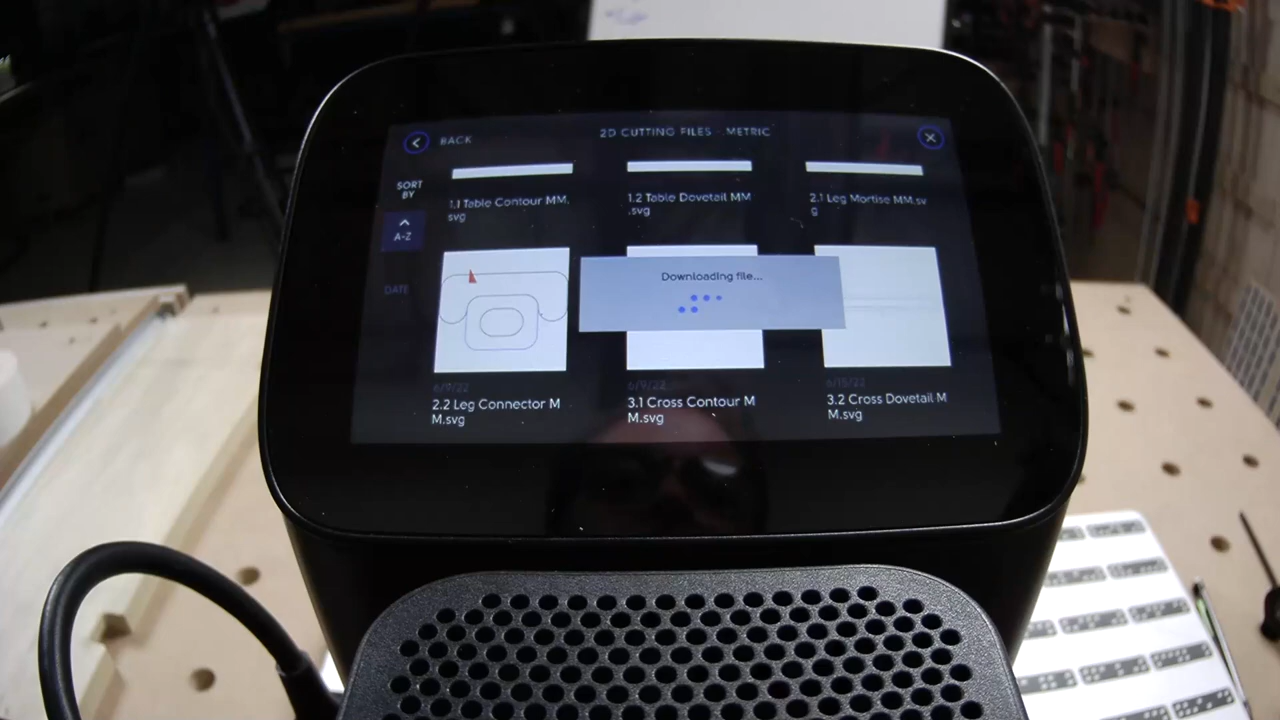 BACK
2D CUTTING FILES - METRIC
SORT
BY
A-Z
DATE
1.1 Table Contour MM.
svg
1.2 Table Dovetail MM
.svg
2.1 Leg Mortise MM.sv
g
Downloading file...
6/9/22
2.2 Leg Connector M
M.svg
6/9/22
3.1 Cross Contour M
M.svg
6/15/22
3.2 Cross Dovetail M
M.svg